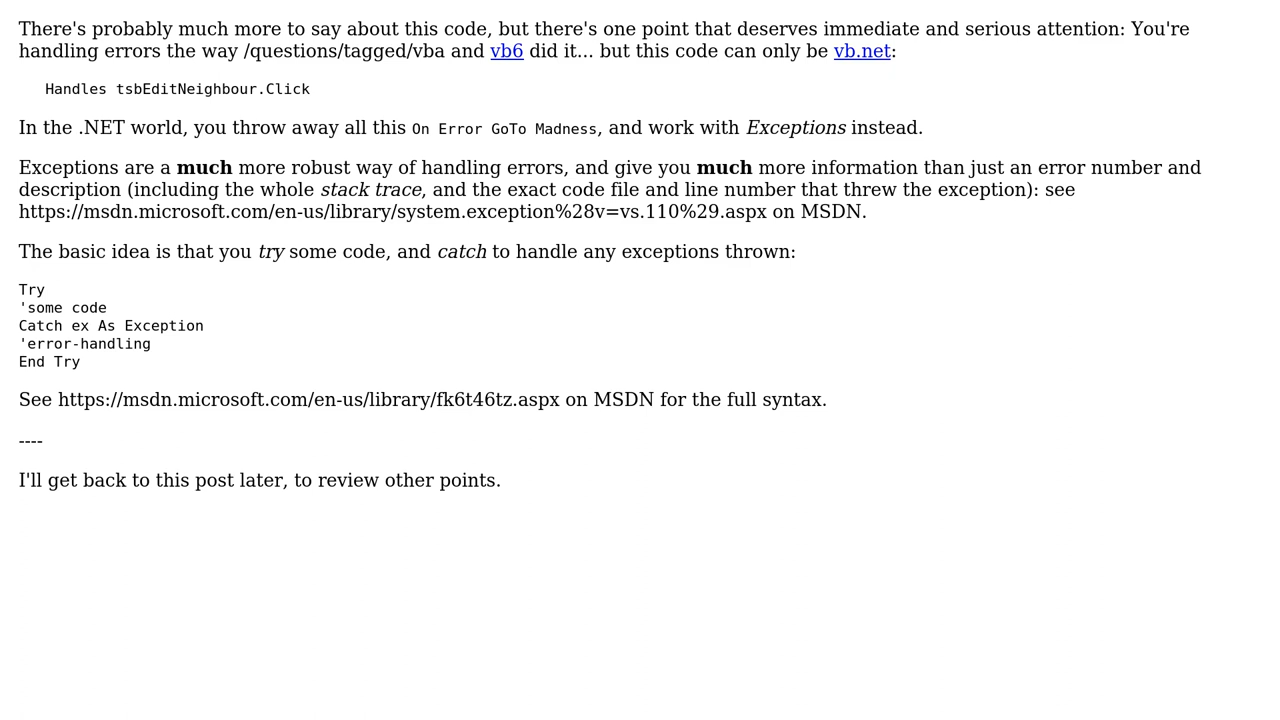 There's probably much more to say about this code, but there's one point that deserves immediate and serious attention: You're
handling errors the way /questions/tagged/vba and vb6 did it... but this code can only be vb.net:
Handles tsbEditNeighbour.Click
In the .NET world, you throw away all this On Error GoTo Madness, and work with Exceptions instead.
Exceptions are a much more robust way of handling errors, and give you much more information than just an error number and
description (including the whole stack trace, and the exact code file and line number that threw the exception): see
https://msdn.microsoft.com/en-us/library/system.exception%28v=vs.110%29.aspx on MSDN.
The basic idea is that you try some code, and catch to handle any exceptions thrown:
Try
'some code
Catch ex As Exception
'error-handling
End Try
See https://msdn.microsoft.com/en-us/library/fk6t46tz.aspx on MSDN for the full syntax.
----
I'll get back to this post later, to review other points.